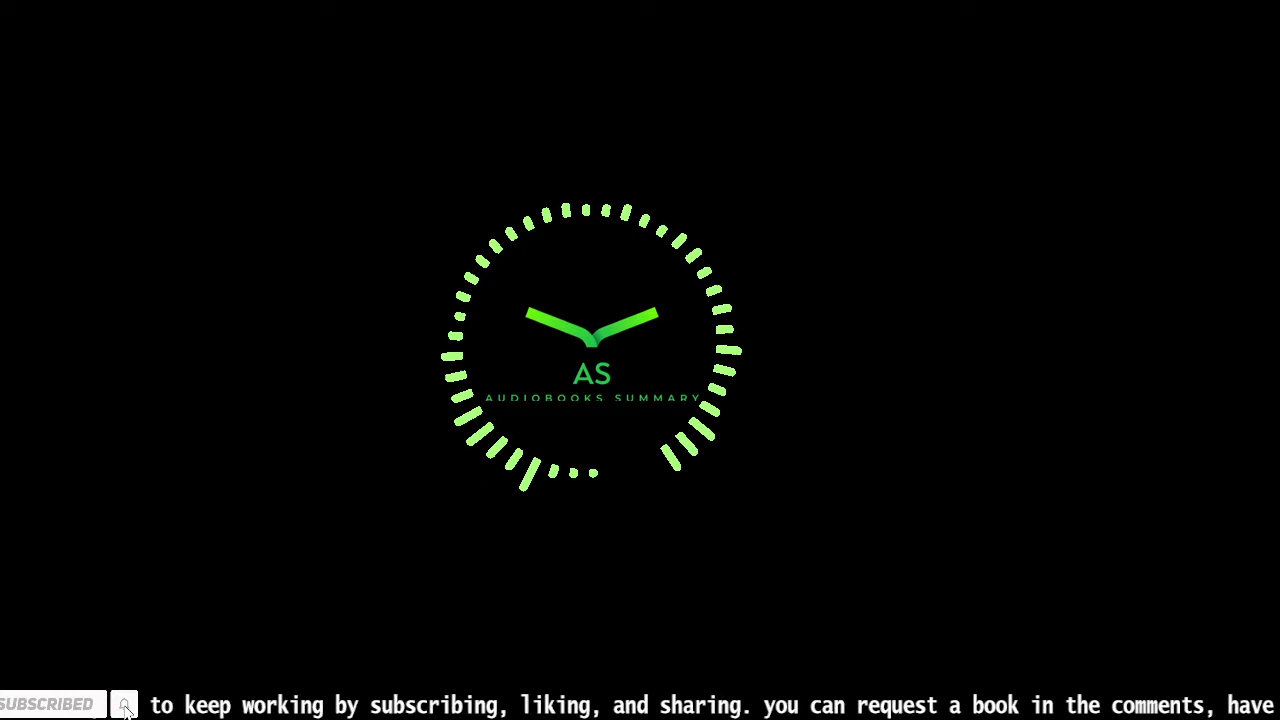 AS
AUDIOBOOKS SUMMARY
SUBSCRIBED to keep working by subscribing, liking, and sharing. you can request a book in the comments, have